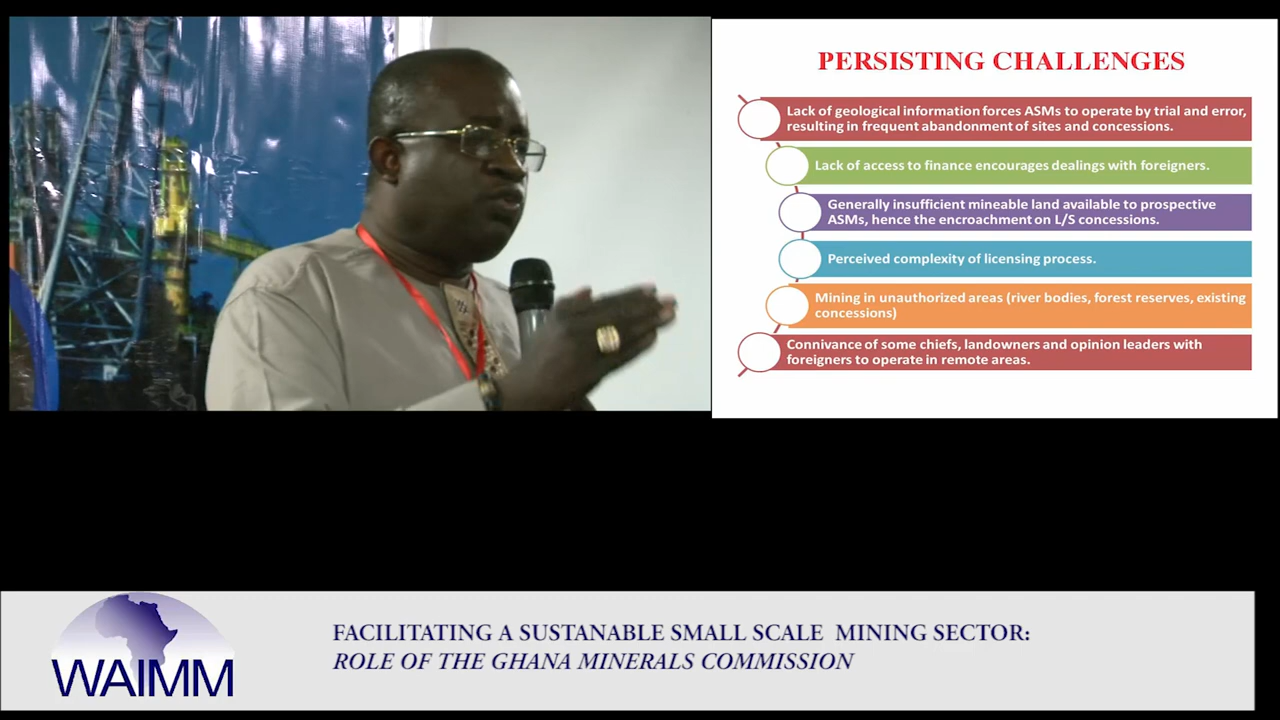 PERSISTING CHALLENGES
Lack of geological information forces ASMs to operate by trial and error,
resulting in frequent abandonment of sites and concessions.
Lack of access to finance encourages dealings with foreigners.
Generally insufficient mineable land available to prospective
ASMs, hence the encroachment on L/S concessions.
Perceived complexity of licensing process.
Mining in unauthorized areas (river bodies, forest reserves, existing
concessions)
Connivance of some chiefs, landowners and opinion leaders with
foreigners to operate in remote areas.
WAIMM
FACILITATING A SUSTANABLE SMALL SCALE MINING SECTOR:
ROLE OF THE GHANA MINERALS COMMISSION